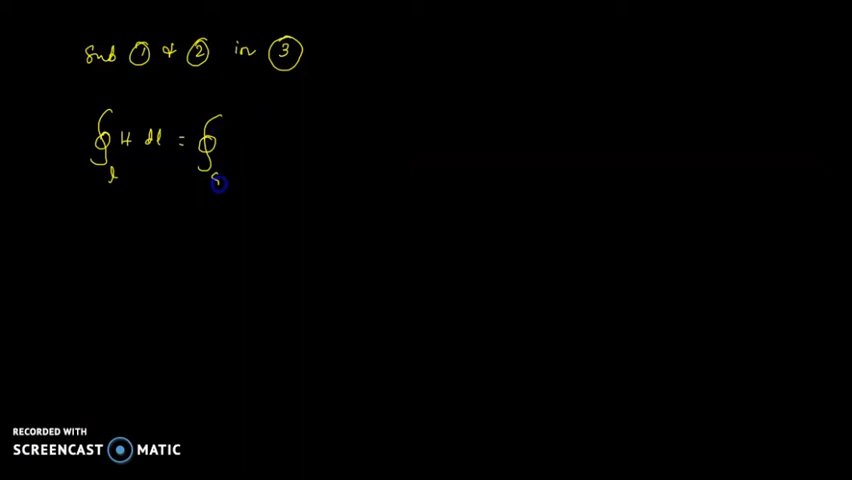 Sub ① & ② in ③
∮ H dl = ∮
l s
RECORDED WITH
SCREENCAST MATIC